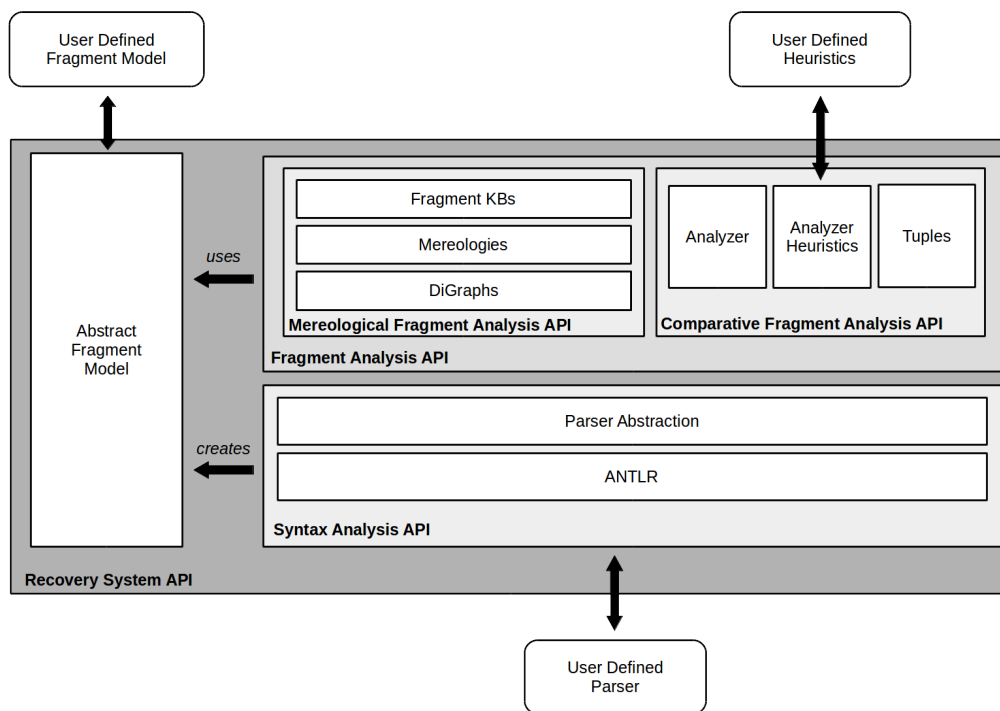 User Defined
Fragment Model
User Defined
Heuristics
Fragment KBs
Mereologies
DiGraphs
Mereological Fragment Analysis API
Analyzer
Analyzer
Heuristics
Tuples
Comparative Fragment Analysis API
Fragment Analysis API
uses
Abstract
Fragment
Model
creates
Parser Abstraction
ANTLR
Syntax Analysis API
Recovery System API
User Defined
Parser